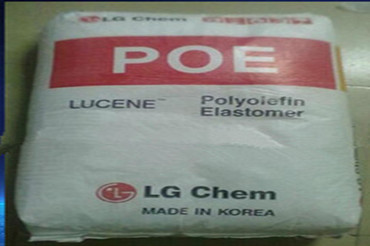 LG Chem
POE
LUCENE™ Polyolefin
Elastomer
LG Chem
MADE IN KOREA